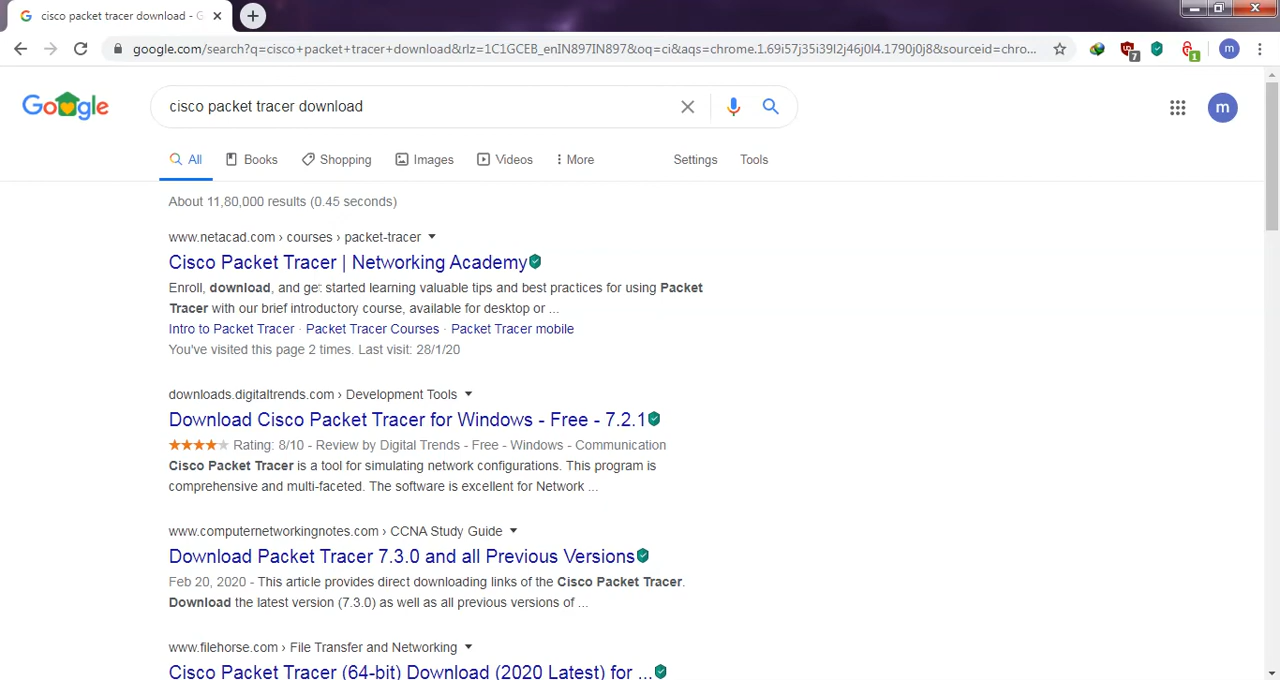 cisco packet tracer download - G
google.com/search?q=cisco+packet+tracer+download&rlz=1C1GCEB_enIN897IN897&oq=ci&aqs=chrome.1.69i57j35i39l2j46j0l4.1790j0j8&sourceid=chro...
7
1
m
Google
cisco packet tracer download
m
All
Books
Shopping
Images
Videos
More
Settings
Tools
About 11,80,000 results (0.45 seconds)
www.netacad.com › courses › packet-tracer
Cisco Packet Tracer | Networking Academy
Enroll, download, and get started learning valuable tips and best practices for using Packet
Tracer with our brief introductory course, available for desktop or ...
Intro to Packet Tracer · Packet Tracer Courses · Packet Tracer mobile
You've visited this page 2 times. Last visit: 28/1/20
downloads.digitaltrends.com › Development Tools
Download Cisco Packet Tracer for Windows - Free - 7.2.1
Rating: 8/10 - Review by Digital Trends - Free - Windows - Communication
Cisco Packet Tracer is a tool for simulating network configurations. This program is
comprehensive and multi-faceted. The software is excellent for Network ...
www.computernetworkingnotes.com › CCNA Study Guide
Download Packet Tracer 7.3.0 and all Previous Versions
Feb 20, 2020 - This article provides direct downloading links of the Cisco Packet Tracer.
Download the latest version (7.3.0) as well as all previous versions of ...
www.filehorse.com › File Transfer and Networking
Cisco Packet Tracer (64-bit) Download (2020 Latest) for ...